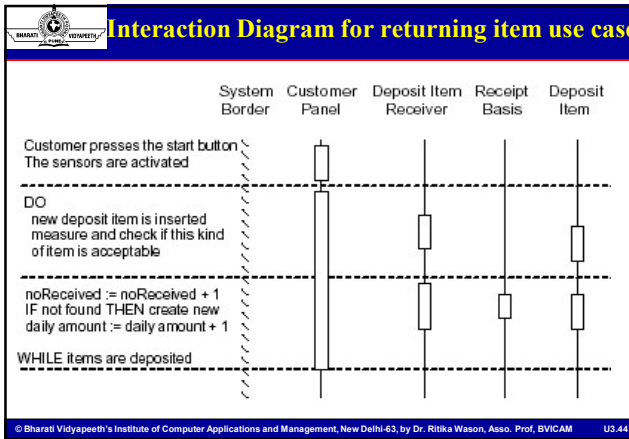 BHARATI VIDYAPEETH
PUNE
Interaction Diagram for returning item use case
System Border
Customer Panel
Deposit Item Receiver
Receipt Basis
Deposit Item
Customer presses the start button
The sensors are activated
DO
new deposit item is inserted
measure and check if this kind
of item is acceptable
noReceived := noReceived + 1
IF not found THEN create new
daily amount := daily amount + 1
WHILE items are deposited
© Bharati Vidyapeeth's Institute of Computer Applications and Management, New Delhi-63, by Dr. Ritika Wason, Asso. Prof, BVICAM U3.44